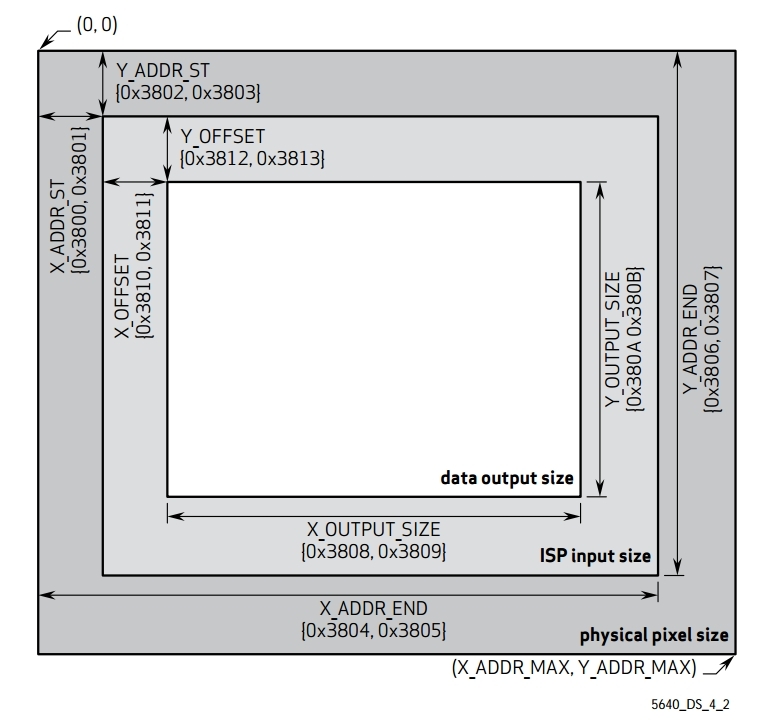 (0, 0)
Y_ADDR_ST
{0x3802, 0x3803}
X_ADDR_ST
{0x3800, 0x3801}
Y_OFFSET
{0x3812, 0x3813}
X_OFFSET
{0x3810, 0x3811}
Y_OUTPUT_SIZE
{0x380A 0x380B}
Y_ADDR_END
{0x3806, 0x3807}
data output size
X_OUTPUT_SIZE
{0x3808, 0x3809}
ISP input size
X_ADDR_END
{0x3804, 0x3805}
physical pixel size
(X_ADDR_MAX, Y_ADDR_MAX)
5640_DS_4_2